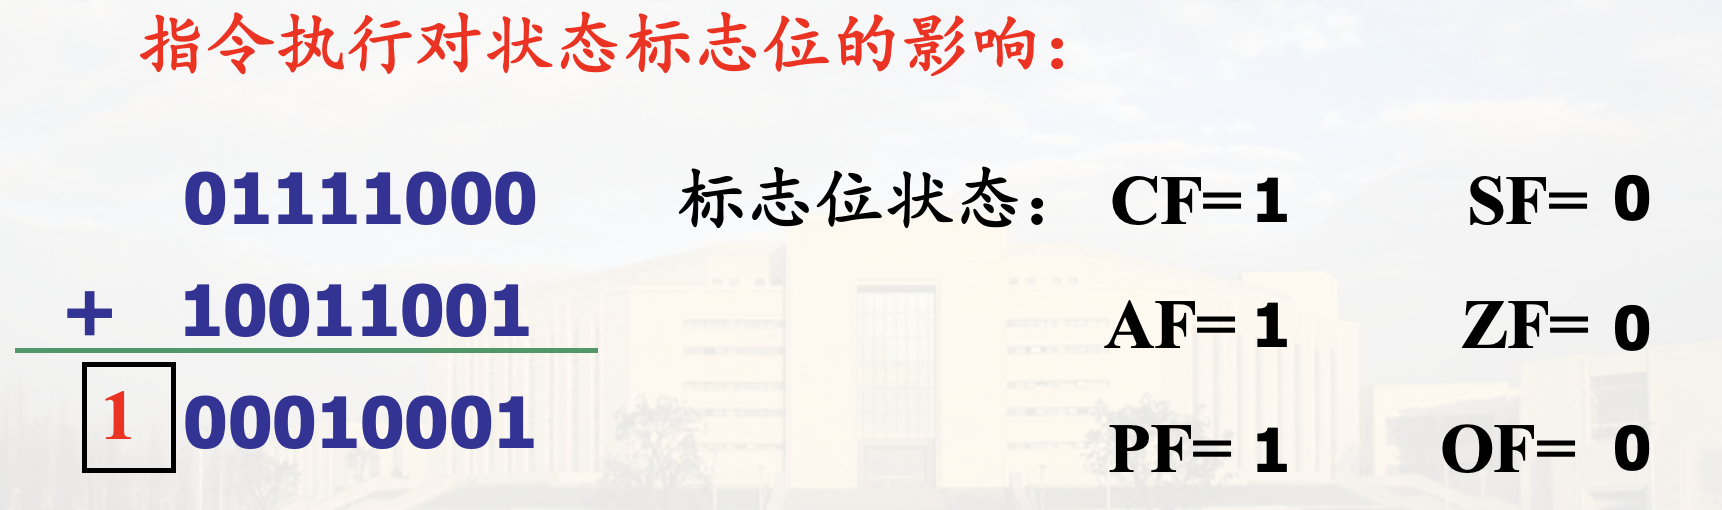 指令执行对状态标志位的影响：
01111000
+ 10011001
1 00010001
标志位状态： CF= 1 SF= 0
AF= 1 ZF= 0
PF= 1 OF= 0